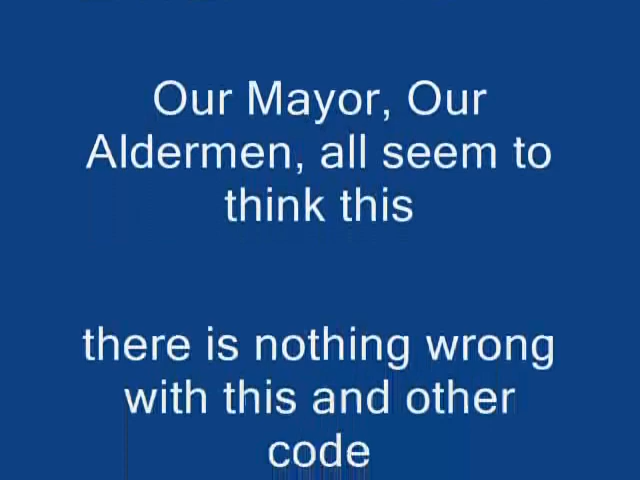 Our Mayor, Our
Aldermen, all seem to
think this
there is nothing wrong
with this and other
code